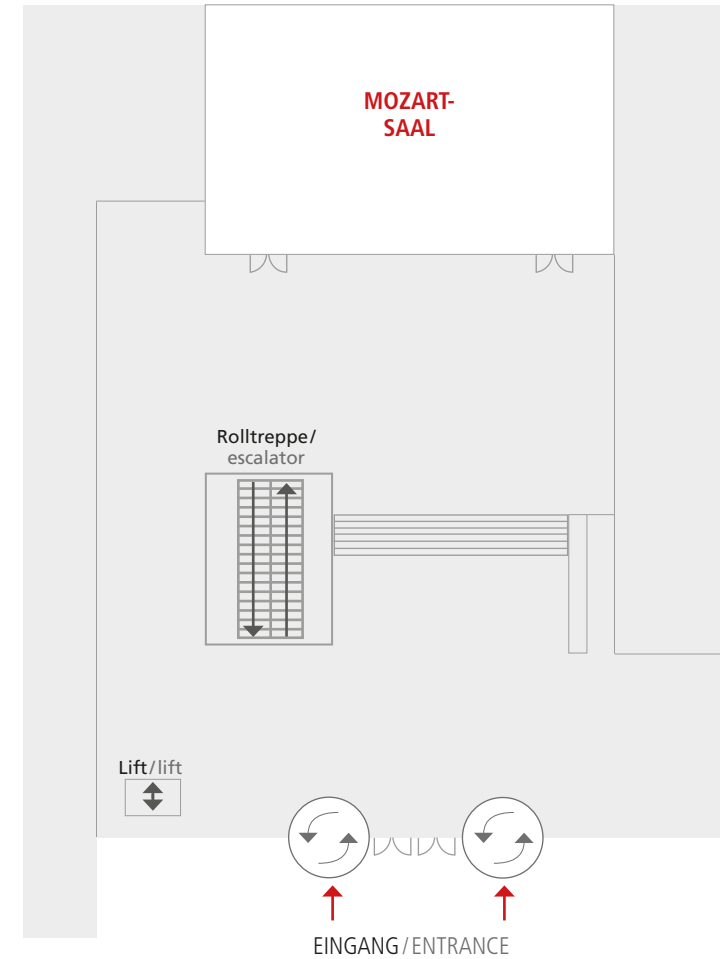 MOZART-
SAAL
Rolltreppe/
escalator
Lift/lift
EINGANG/ENTRANCE